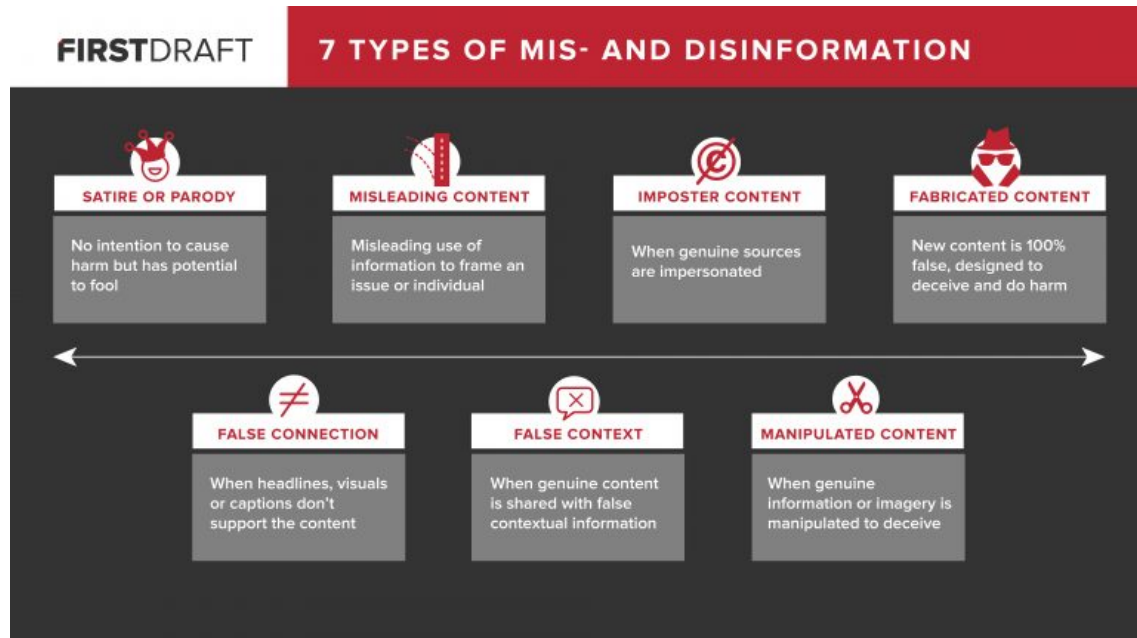 FIRSTDRAFT
7 TYPES OF MIS- AND DISINFORMATION
SATIRE OR PARODY
No intention to cause
harm but has potential
to fool
MISLEADING CONTENT
Misleading use of
information to frame an
issue or individual
IMPOSTER CONTENT
When genuine sources
are impersonated
FABRICATED CONTENT
New content is 100%
false, designed to
deceive and do harm
FALSE CONNECTION
When headlines, visuals
or captions don't
support the content
FALSE CONTEXT
When genuine content
is shared with false
contextual information
MANIPULATED CONTENT
When genuine
information or imagery is
manipulated to deceive